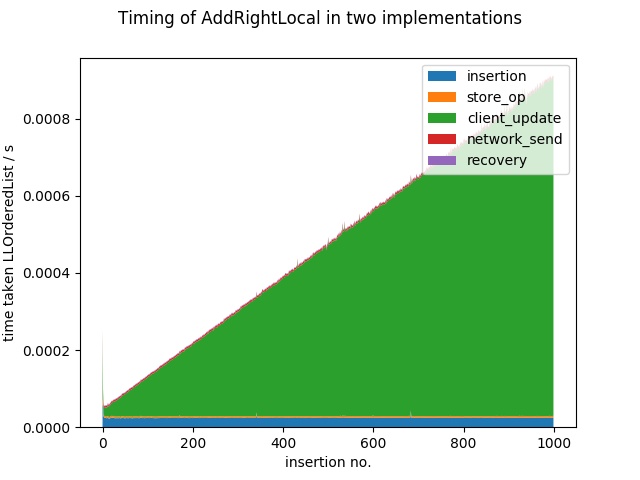 Timing of AddRightLocal in two implementations
insertion
store_op
client_update
network_send
recovery
time taken LLOrderedList / s
0.0008
0.0006
0.0004
0.0002
0.0000
0
200
400
600
800
1000
insertion no.